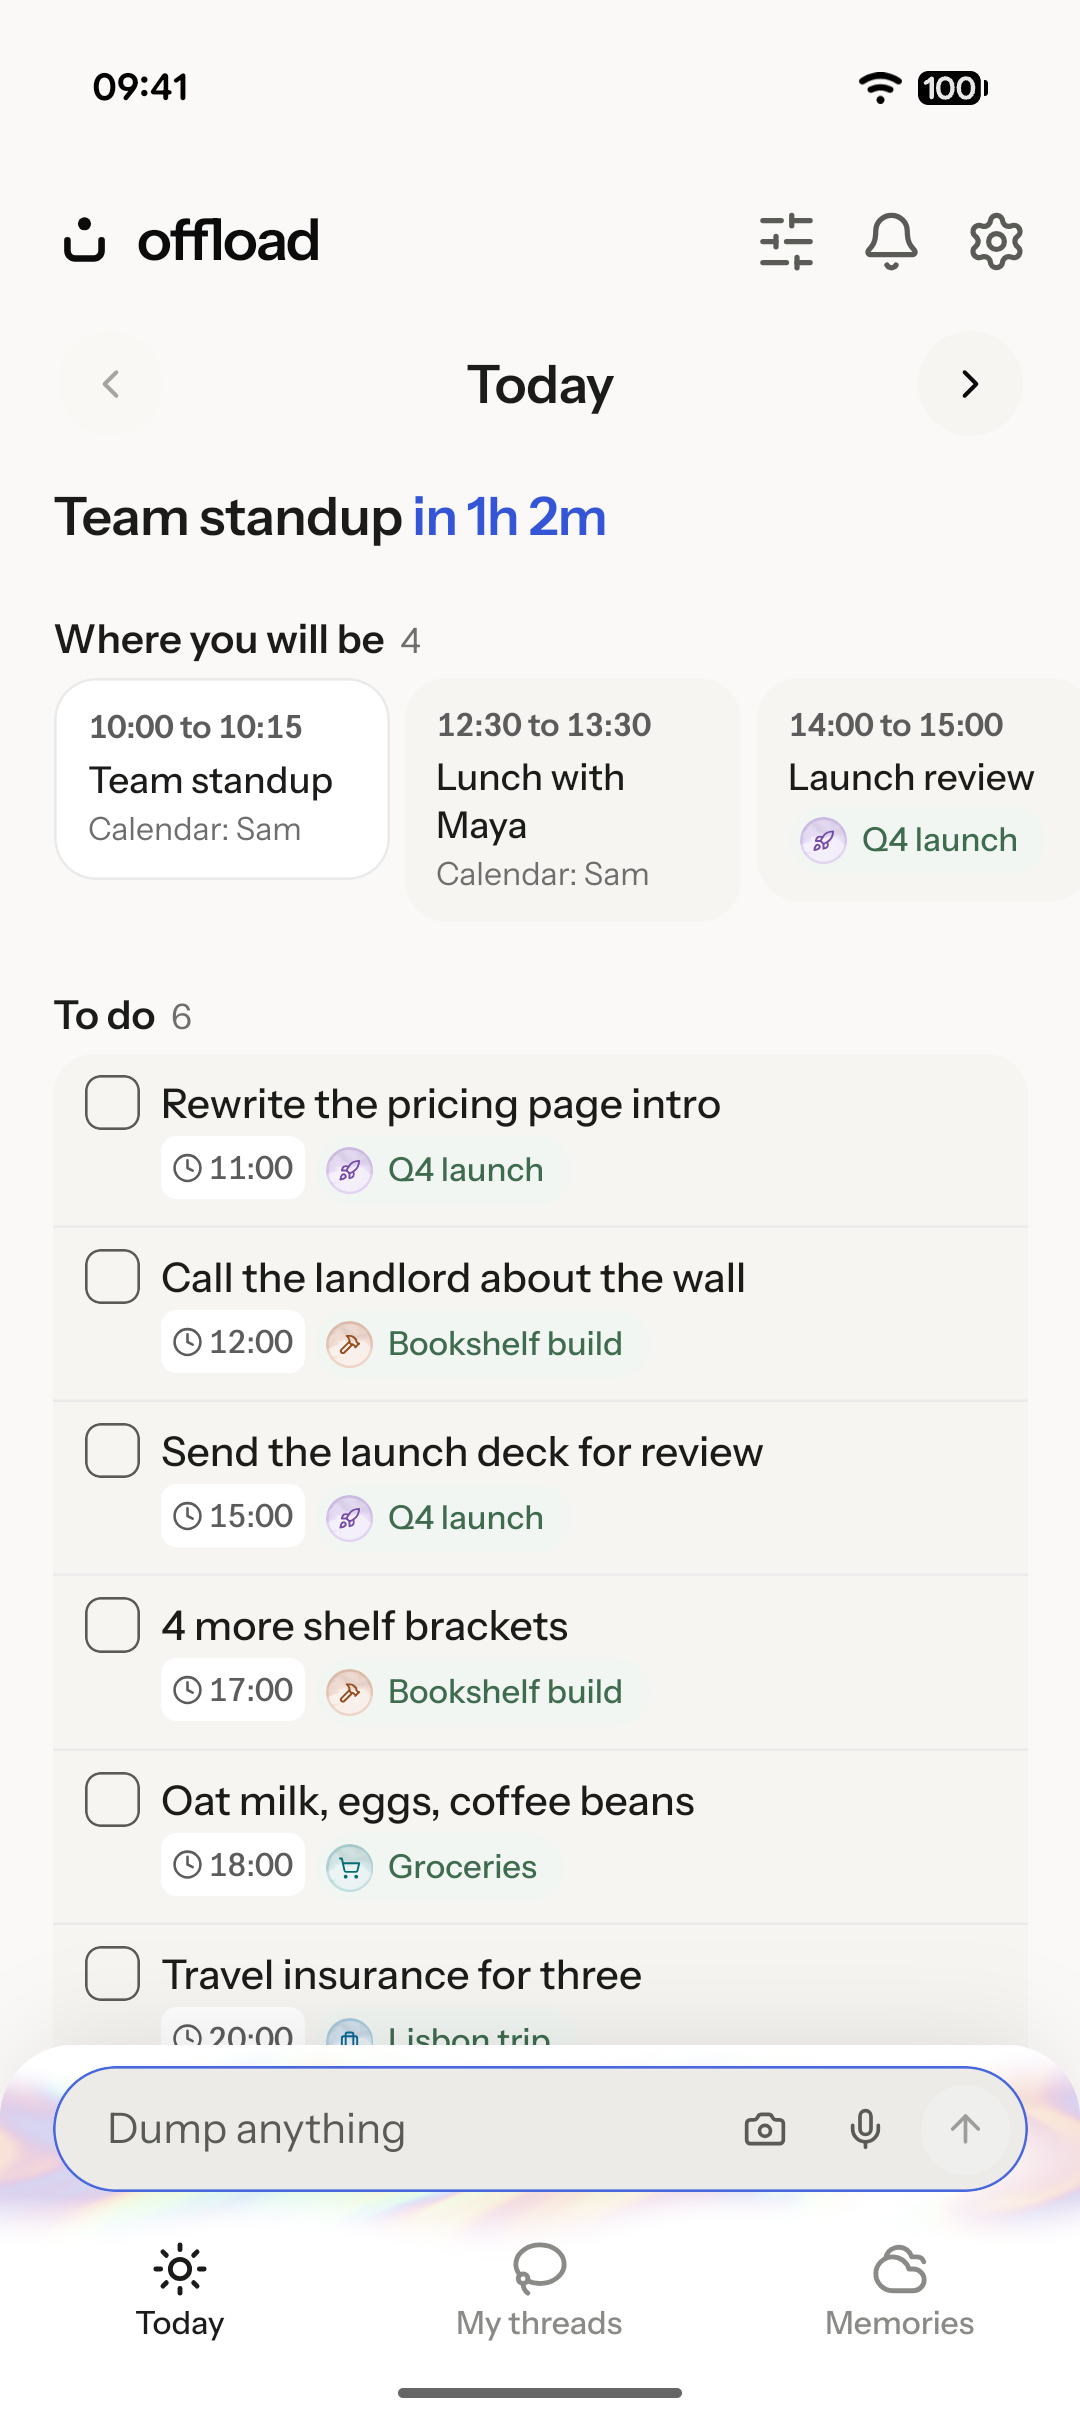 09:41
100
offload
Today
Team standup in 1h 2m
Where you will be 4
10:00 to 10:15
Team standup
Calendar: Sam
12:30 to 13:30
Lunch with
Maya
Calendar: Sam
14:00 to 15:00
Launch review
Q4 launch
To do 6
Rewrite the pricing page intro
11:00 Q4 launch
Call the landlord about the wall
12:00 Bookshelf build
Send the launch deck for review
15:00 Q4 launch
4 more shelf brackets
17:00 Bookshelf build
Oat milk, eggs, coffee beans
18:00 Groceries
Travel insurance for three
20:00 Lisbon trip
Dump anything
Today
My threads
Memories